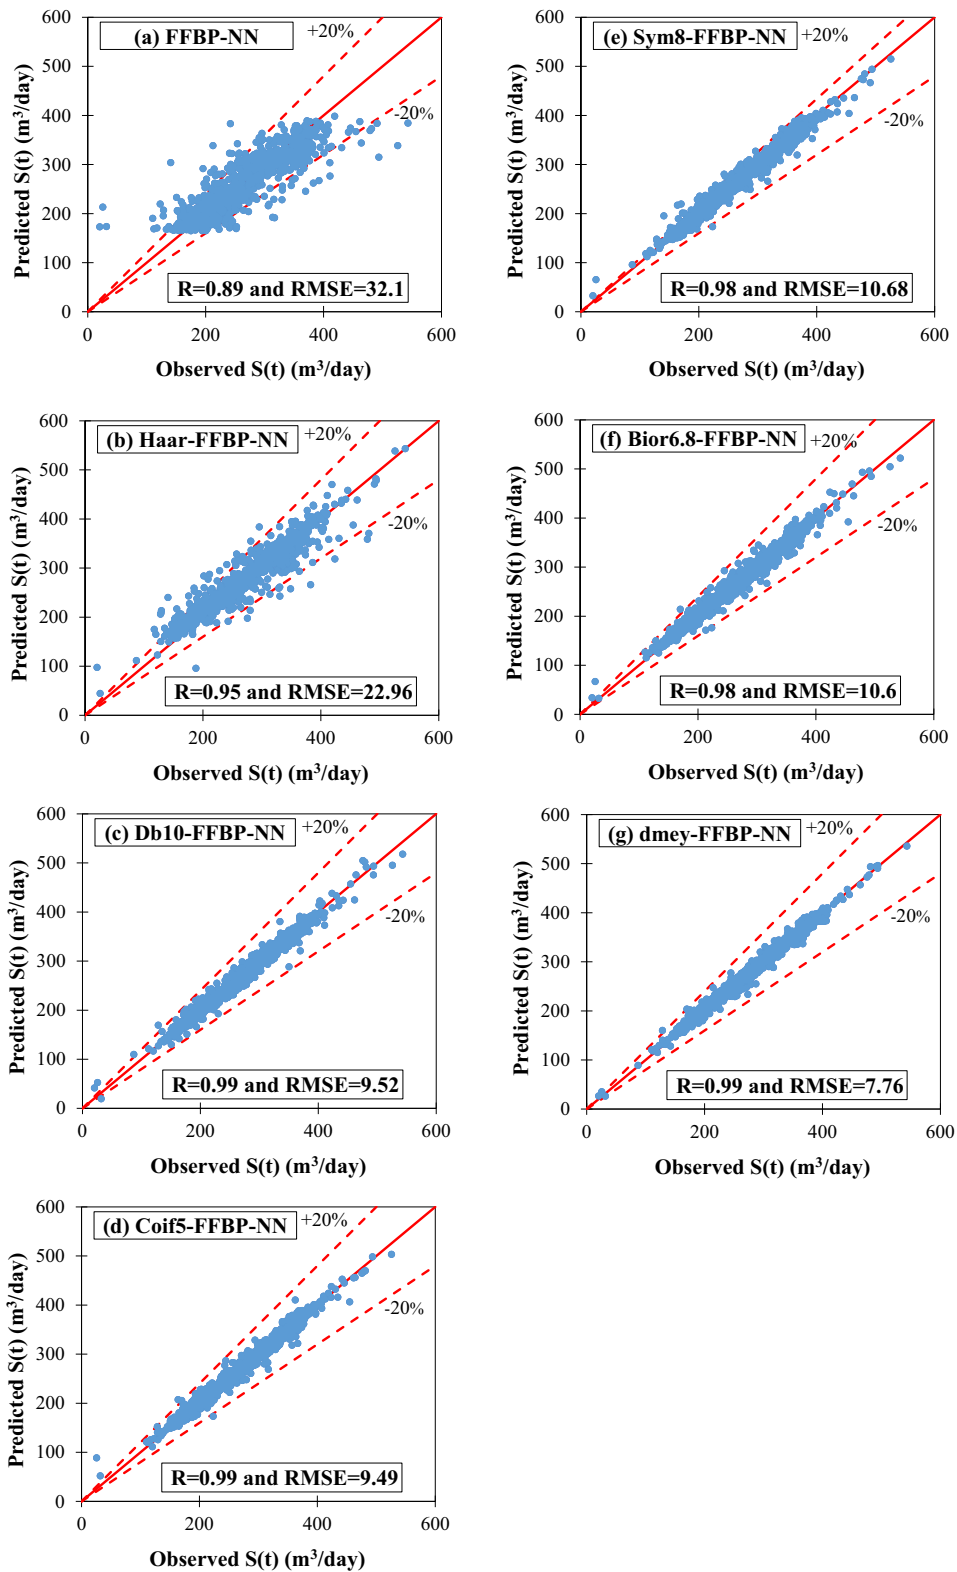 (a) FFBP-NN
+20%
-20%
R=0.89 and RMSE=32.1
Predicted S(t) (m³/day)
600
500
400
300
200
100
0
0 200 400 600
Observed S(t) (m³/day)
(e) Sym8-FFBP-NN
+20%
-20%
R=0.98 and RMSE=10.68
Predicted S(t) (m³/day)
600
500
400
300
200
100
0
0 200 400 600
Observed S(t) (m³/day)
(b) Haar-FFBP-NN
+20%
-20%
R=0.95 and RMSE=22.96
Predicted S(t) (m³/day)
600
500
400
300
200
100
0
0 200 400 600
Observed S(t) (m³/day)
(f) Bior6.8-FFBP-NN
+20%
-20%
R=0.98 and RMSE=10.6
Predicted S(t) (m³/day)
600
500
400
300
200
100
0
0 200 400 600
Observed S(t) (m³/day)
(c) Db10-FFBP-NN
+20%
-20%
R=0.99 and RMSE=9.52
Predicted S(t) (m³/day)
600
500
400
300
200
100
0
0 200 400 600
Observed S(t) (m³/day)
(g) dmey-FFBP-NN
+20%
-20%
R=0.99 and RMSE=7.76
Predicted S(t) (m³/day)
600
500
400
300
200
100
0
0 200 400 600
Observed S(t) (m³/day)
(d) Coif5-FFBP-NN
+20%
-20%
R=0.99 and RMSE=9.49
Predicted S(t) (m³/day)
600
500
400
300
200
100
0
0 200 400 600
Observed S(t) (m³/day)